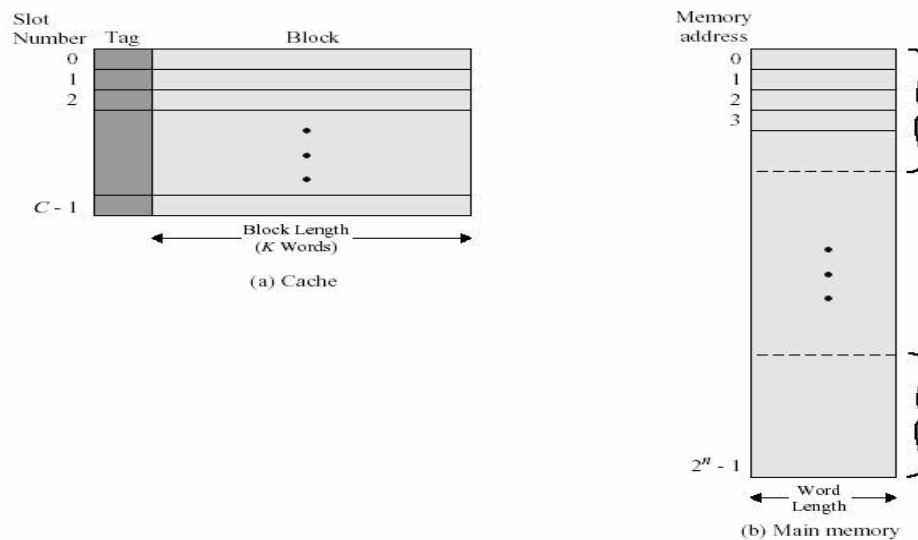 Slot
Number Tag Block
0
1
2
C - 1
Block Length
(K Words)
(a) Cache
Memory
address
0
1
2
3
2ⁿ - 1
Word
Length
(b) Main memory